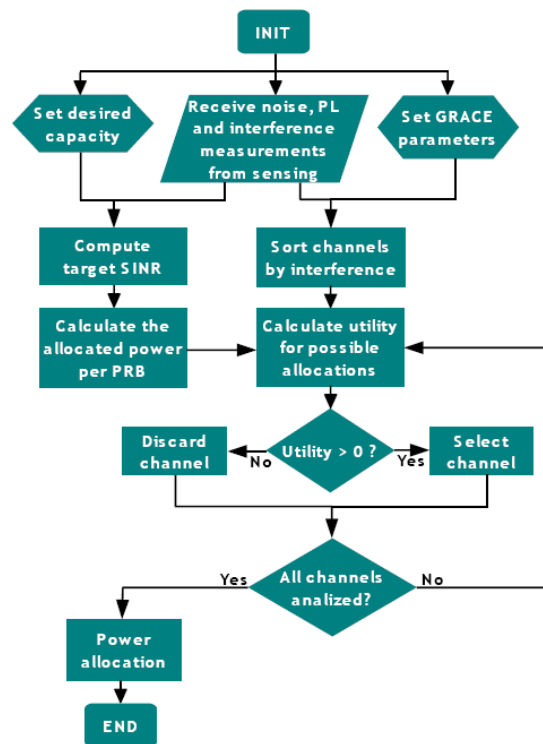 INIT
Set desired
capacity
Receive noise, PL
and interference
measurements
from sensing
Set GRACE
parameters
Compute
target SINR
Sort channels
by interference
Calculate the
allocated power
per PRB
Calculate utility
for possible
allocations
Discard
channel
No
Utility > 0 ?
Yes
Select
channel
Yes
All channels
analized?
No
Power
allocation
END